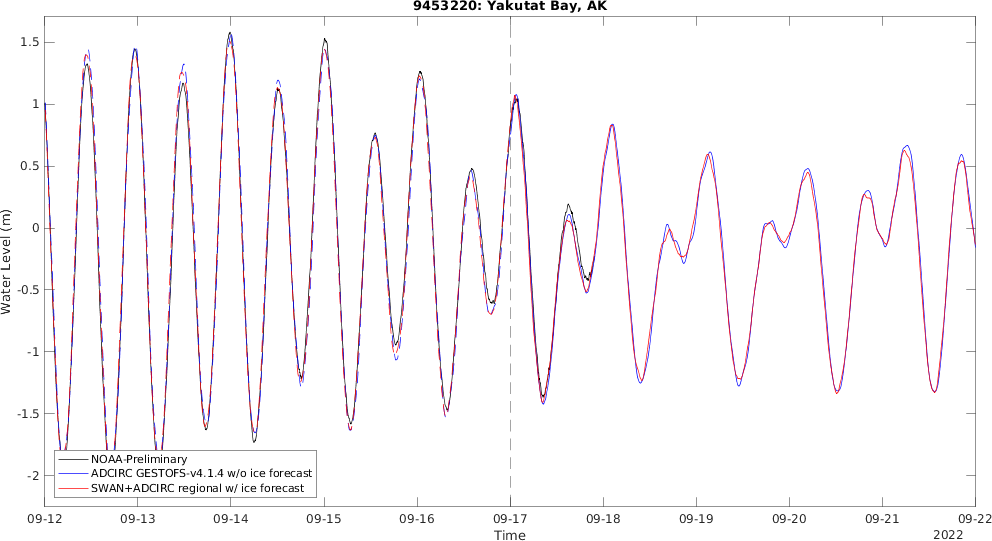 9453220: Yakutat Bay, AK
Water Level (m)
1.5
1
0.5
0
-0.5
-1
-1.5
-2
NOAA-Preliminary
ADCIRC GESTOFS-v4.1.4 w/o ice forecast
SWAN+ADCIRC regional w/ ice forecast
09-12 09-13 09-14 09-15 09-16 09-17 09-18 09-19 09-20 09-21 09-22
Time
2022